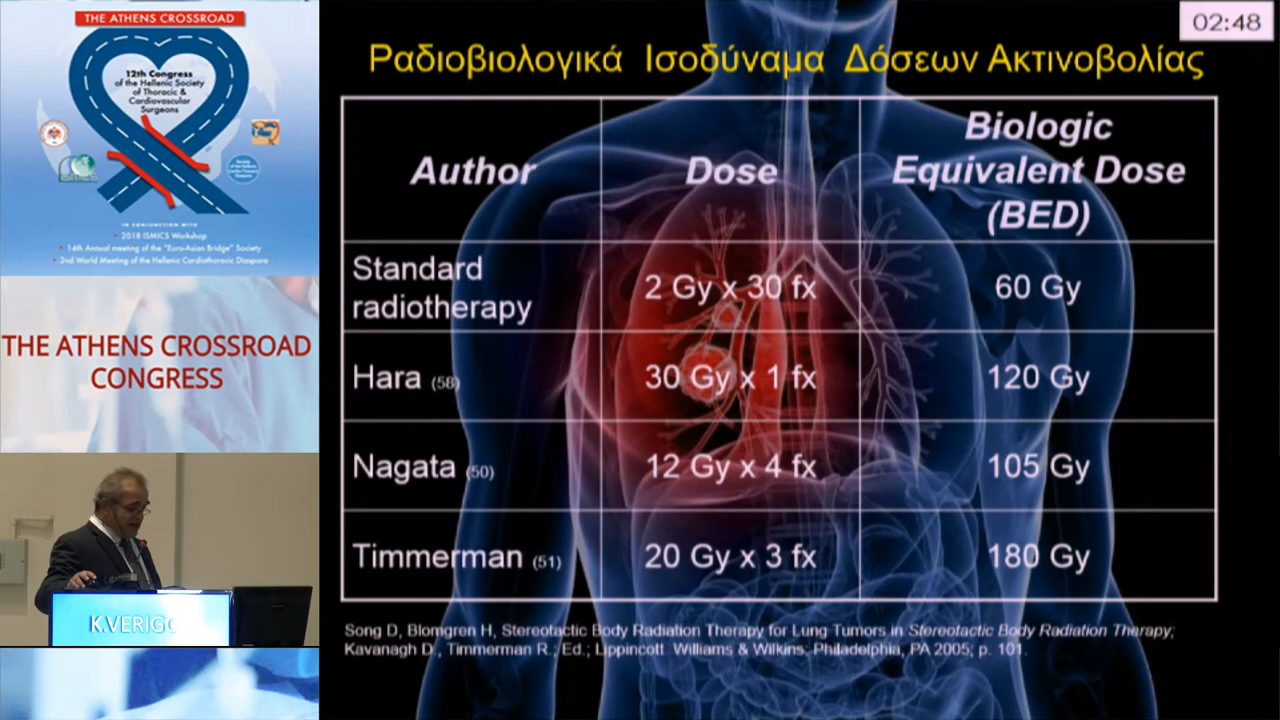 THE ATHENS CROSSROAD
12th Congress
of the Hellenic Society
of Thoracic &
Cardiovascular
Surgeons
IN CONJUNCTION WITH
• 2018 ISMICS Workshop
• 14th Annual meeting of the "Euro-Asian Bridge" Society
• 2nd World Meeting of the Hellenic Cardiothoracic Diaspora
THE ATHENS CROSSROAD
CONGRESS
K.VERIGO
02:48
Ραδιοβιολογικά Ισοδύναμα Δόσεων Ακτινοβολίας
Author Dose Biologic
Equivalent Dose
(BED)
Standard
radiotherapy 2 Gy x 30 fx 60 Gy
Hara (58) 30 Gy x 1 fx 120 Gy
Nagata (50) 12 Gy x 4 fx 105 Gy
Timmerman (51) 20 Gy x 3 fx 180 Gy
Song D, Blomgren H, Stereotactic Body Radiation Therapy for Lung Tumors in Stereotactic Body Radiation Therapy;
Kavanagh D., Timmerman R.; Ed.; Lippincott Williams & Wilkins: Philadelphia, PA 2005; p. 101.